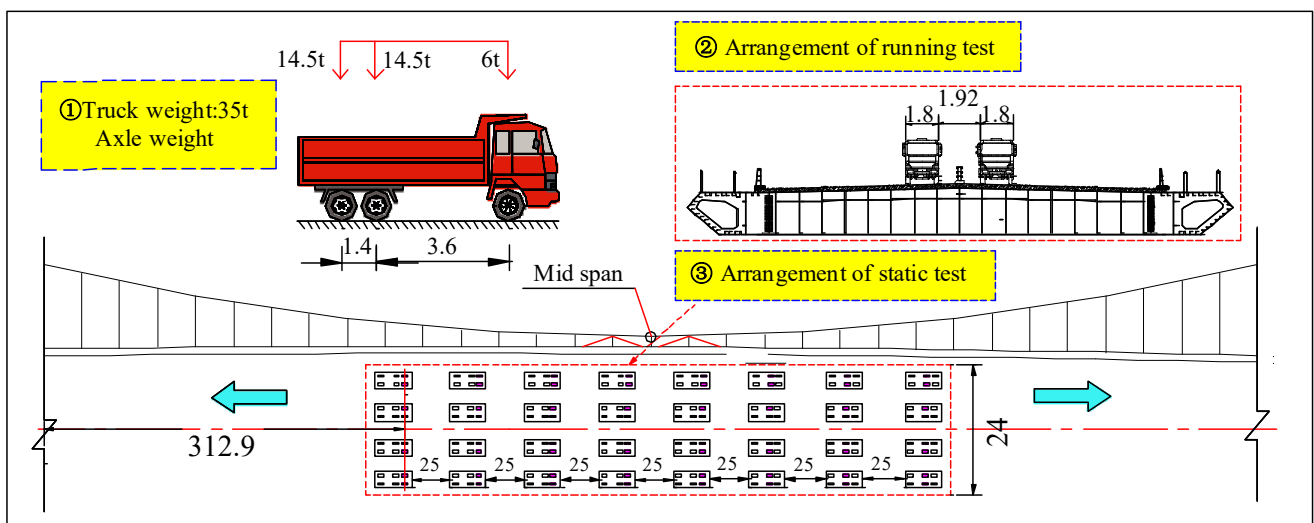 14.5t 14.5t 6t
①Truck weight:35t
Axle weight
② Arrangement of running test
1.92
1.8 1.8
1.4 3.6
③ Arrangement of static test
Mid span
312.9
24
25 25 25 25 25 25 25